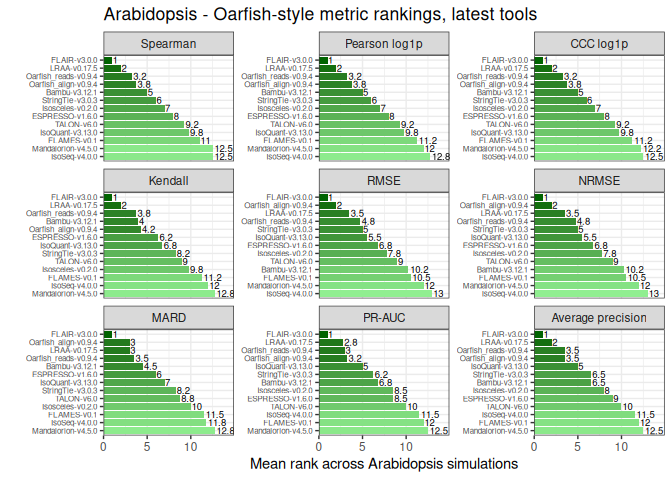 Arabidopsis - Oarfish-style metric rankings, latest tools
Spearman
FLAIR-v3.0.0 1
LRAA-v0.17.5 2
Oarfish_reads-v0.9.4 3.2
Oarfish_align-v0.9.4 3.8
Bambu-v3.12.1 5
StringTie-v3.0.3 6
Isosceles-v0.2.0 7
ESPRESSO-v1.6.0 8
TALON-v6.0 9.2
IsoQuant-v3.13.0 9.8
FLAMES-v0.1 11
Mandalorion-v4.5.0 12.5
IsoSeq-v4.0.0 12.5
Pearson log1p
FLAIR-v3.0.0 1
LRAA-v0.17.5 2
Oarfish_reads-v0.9.4 3.2
Oarfish_align-v0.9.4 3.8
Bambu-v3.12.1 5
StringTie-v3.0.3 6
Isosceles-v0.2.0 7
ESPRESSO-v1.6.0 8
TALON-v6.0 9.2
IsoQuant-v3.13.0 9.8
FLAMES-v0.1 11.2
Mandalorion-v4.5.0 12
IsoSeq-v4.0.0 12.8
CCC log1p
FLAIR-v3.0.0 1
LRAA-v0.17.5 2
Oarfish_reads-v0.9.4 3.2
Oarfish_align-v0.9.4 3.8
Bambu-v3.12.1 5
StringTie-v3.0.3 6
Isosceles-v0.2.0 7
ESPRESSO-v1.6.0 8
TALON-v6.0 9.2
IsoQuant-v3.13.0 9.8
FLAMES-v0.1 11.2
Mandalorion-v4.5.0 12.2
IsoSeq-v4.0.0 12.5
Kendall
FLAIR-v3.0.0 1
LRAA-v0.17.5 2
Oarfish_reads-v0.9.4 3.8
Bambu-v3.12.1 4
Oarfish_align-v0.9.4 4.2
ESPRESSO-v1.6.0 6.2
IsoQuant-v3.13.0 6.8
StringTie-v3.0.3 8.2
TALON-v6.0 9
Isosceles-v0.2.0 9.8
FLAMES-v0.1 11.2
IsoSeq-v4.0.0 12
Mandalorion-v4.5.0 12.8
RMSE
FLAIR-v3.0.0 1
Oarfish_align-v0.9.4 2
LRAA-v0.17.5 3.5
Oarfish_reads-v0.9.4 4.8
StringTie-v3.0.3 5
IsoQuant-v3.13.0 5.5
ESPRESSO-v1.6.0 6.8
Isosceles-v0.2.0 7.8
TALON-v6.0 9
Bambu-v3.12.1 10.2
FLAMES-v0.1 10.5
Mandalorion-v4.5.0 12
IsoSeq-v4.0.0 13
NRMSE
FLAIR-v3.0.0 1
Oarfish_align-v0.9.4 2
LRAA-v0.17.5 3.5
Oarfish_reads-v0.9.4 4.8
StringTie-v3.0.3 5
IsoQuant-v3.13.0 5.5
ESPRESSO-v1.6.0 6.8
Isosceles-v0.2.0 7.8
TALON-v6.0 9
Bambu-v3.12.1 10.2
FLAMES-v0.1 10.5
Mandalorion-v4.5.0 12
IsoSeq-v4.0.0 13
MARD
FLAIR-v3.0.0 1
Oarfish_align-v0.9.4 3
LRAA-v0.17.5 3
Oarfish_reads-v0.9.4 3.5
Bambu-v3.12.1 4.5
ESPRESSO-v1.6.0 6
IsoQuant-v3.13.0 7
StringTie-v3.0.3 8.2
TALON-v6.0 8.8
Isosceles-v0.2.0 10
FLAMES-v0.1 11.5
IsoSeq-v4.0.0 11.8
Mandalorion-v4.5.0 12.8
0 5 10
PR-AUC
FLAIR-v3.0.0 1
LRAA-v0.17.5 2.8
Oarfish_reads-v0.9.4 3
Oarfish_align-v0.9.4 3.2
IsoQuant-v3.13.0 5
StringTie-v3.0.3 6.2
Bambu-v3.12.1 6.8
Isosceles-v0.2.0 8.5
ESPRESSO-v1.6.0 8.5
TALON-v6.0 10
IsoSeq-v4.0.0 11.5
FLAMES-v0.1 12
Mandalorion-v4.5.0 12.5
0 5 10
Average precision
FLAIR-v3.0.0 1
LRAA-v0.17.5 2
Oarfish_reads-v0.9.4 3.5
Oarfish_align-v0.9.4 3.5
IsoQuant-v3.13.0 5
StringTie-v3.0.3 6.5
Bambu-v3.12.1 6.5
Isosceles-v0.2.0 8
ESPRESSO-v1.6.0 9
TALON-v6.0 10
IsoSeq-v4.0.0 11.5
FLAMES-v0.1 12
Mandalorion-v4.5.0 12.5
0 5 10
Mean rank across Arabidopsis simulations